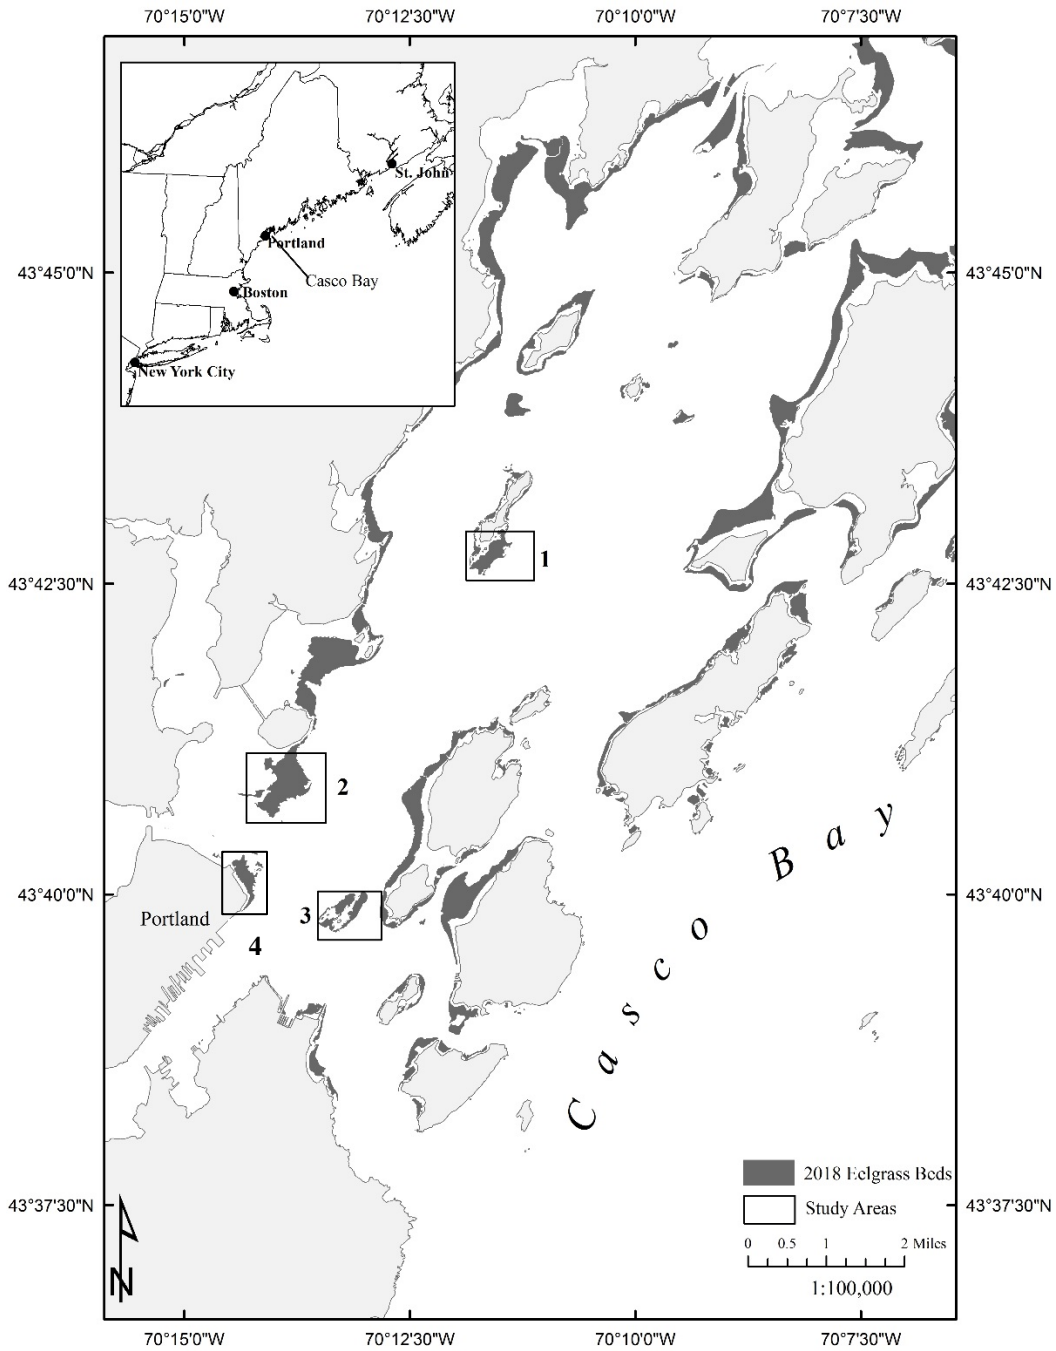 70°15'0"W 70°12'30"W 70°10'0"W 70°7'30"W
St. John
Portland
Casco Bay
Boston
New York City
43°45'0"N 43°45'0"N
1
43°42'30"N 43°42'30"N
2
43°40'0"N 43°40'0"N
3
Portland
4
Casco Bay
2018 Eelgrass Beds
Study Areas
43°37'30"N 43°37'30"N
0 0.5 1 2 Miles
1:100,000
N
70°15'0"W 70°12'30"W 70°10'0"W 70°7'30"W